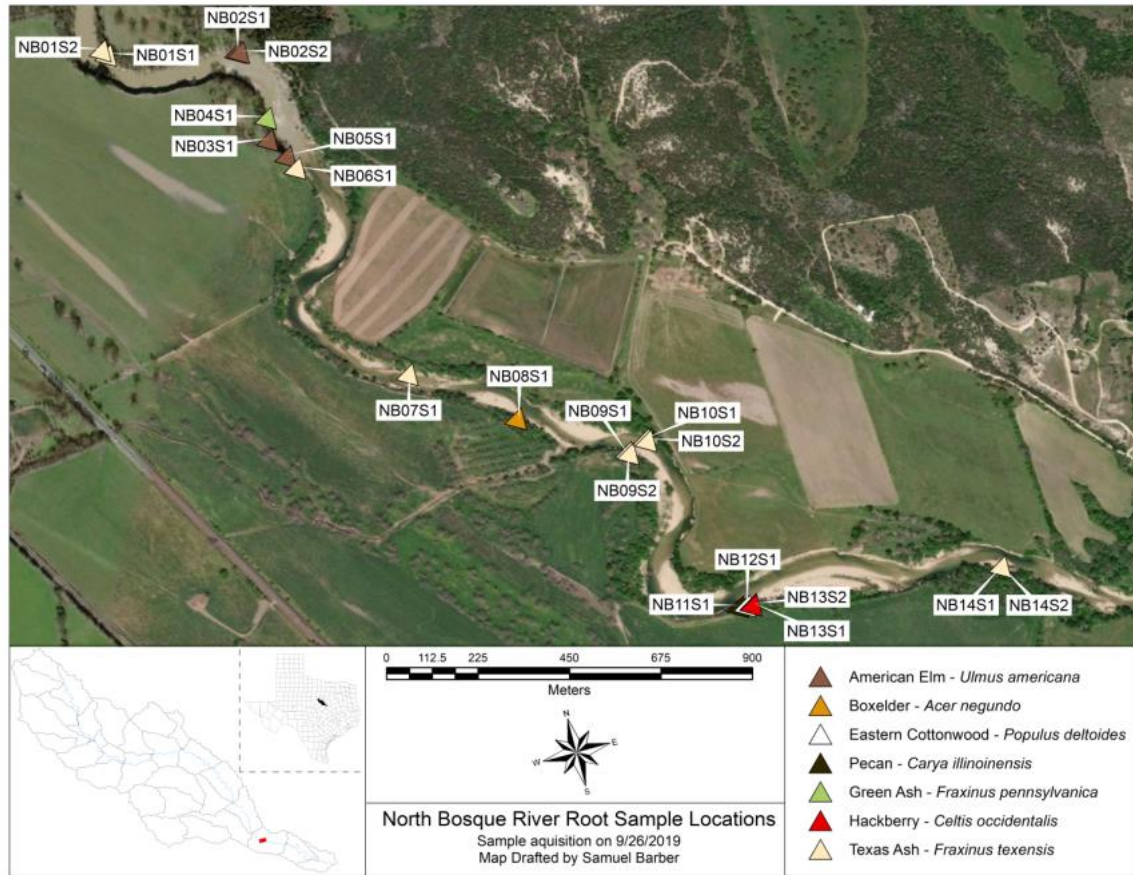 NB02S1
NB01S2
NB01S1
NB02S2
NB04S1
NB03S1
NB05S1
NB06S1
NB07S1
NB08S1
NB09S1
NB10S1
NB10S2
NB09S2
NB12S1
NB11S1
NB13S2
NB13S1
NB14S1
NB14S2
0 112.5 225 450 675 900
Meters
N
E
W
S
North Bosque River Root Sample Locations
Sample aquisition on 9/26/2019
Map Drafted by Samuel Barber
American Elm - Ulmus americana
Boxelder - Acer negundo
Eastern Cottonwood - Populus deltoides
Pecan - Carya illinoinensis
Green Ash - Fraxinus pennsylvanica
Hackberry - Celtis occidentalis
Texas Ash - Fraxinus texensis